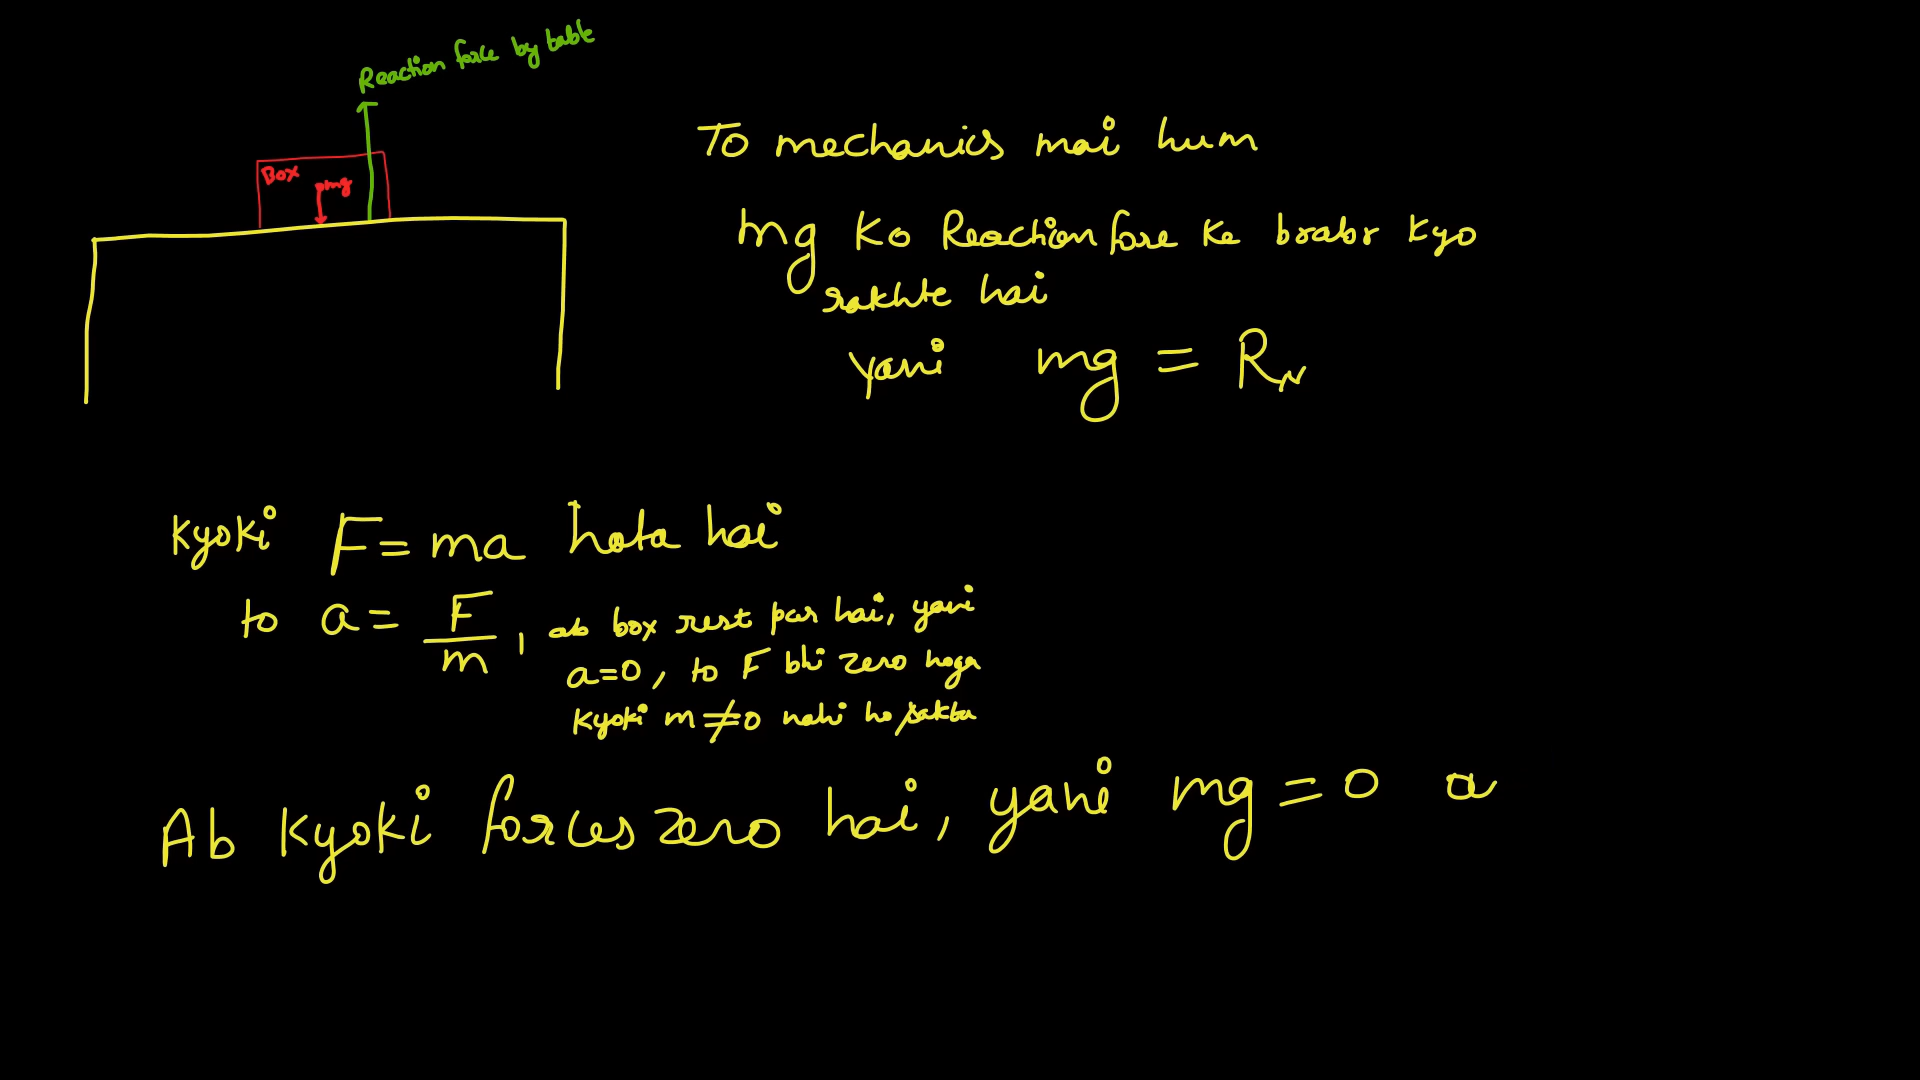 Reaction force by table
Box
mg
To mechanics mai hum
mg Ko Reaction fore Ke brabr Kyo
rakhte hai
Yani mg = R_N
Kyoki F = ma hota hai
to a = F/m , ab box rest par hai, yani
a=0, to F bhi zero hoga
Kyoki m ≠ 0 nahi ho sakta
Ab Kyoki forces zero hai, yani mg = 0 a